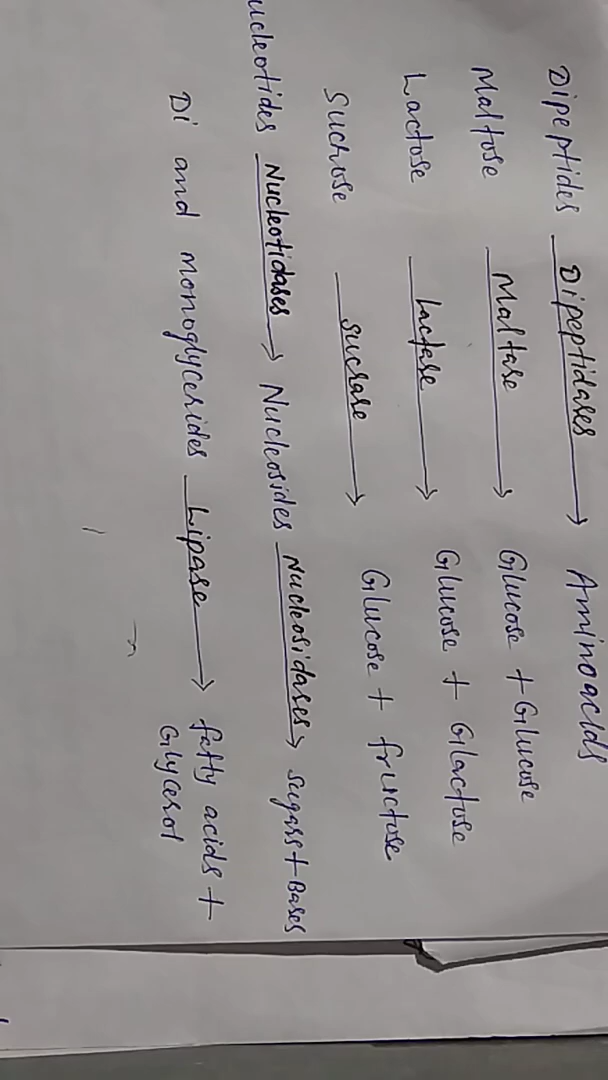 Dipeptides Dipeptidases → Aminoacids
Maltose Maltase → Glucose + Glucose
Lactose Lactase → Glucose + Glactose
Sucrose sucrase → Glucose + fructose
ucleotides Nucleotidases → Nucleosides Nucleosidases → sugars + Bases
Di and monoglycerides Lipase → fatty acids +
Glycerol